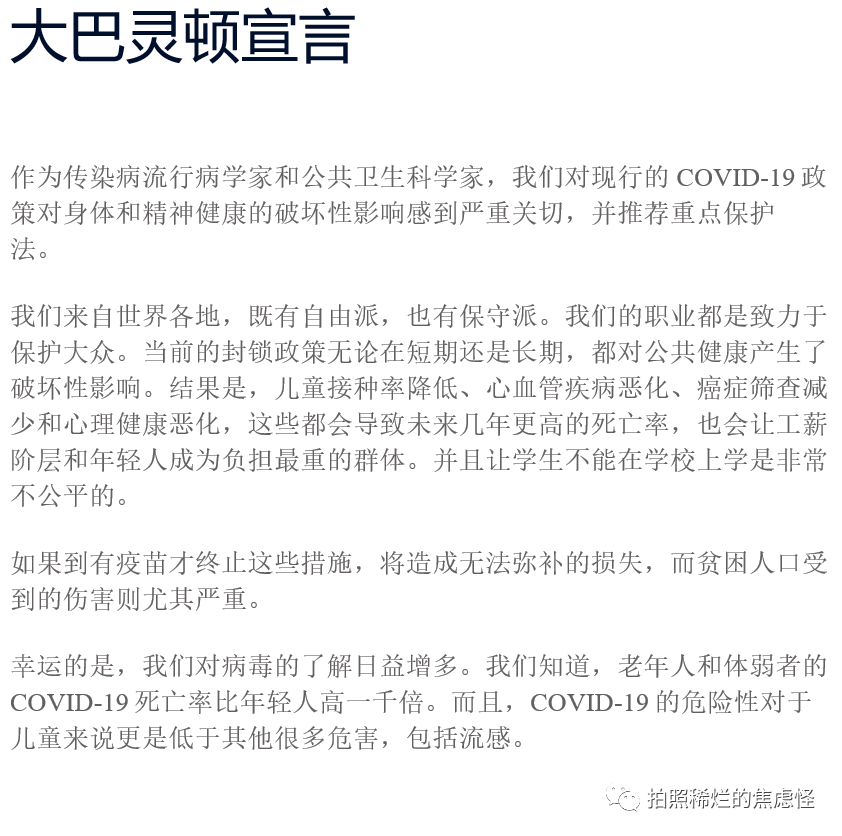 大巴灵顿宣言
作为传染病流行病学家和公共卫生科学家，我们对现行的 COVID-19 政
策对身体和精神健康的破坏性影响感到严重关切，并推荐重点保护
法。
我们来自世界各地，既有自由派，也有保守派。我们的职业都是致力于
保护大众。当前的封锁政策无论在短期还是长期，都对公共健康产生了
破坏性影响。结果是，儿童接种率降低、心血管疾病恶化、癌症筛查减
少和心理健康恶化，这些都会导致未来几年更高的死亡率，也会让工薪
阶层和年轻人成为负担最重的群体。并且让学生不能在学校上学是非常
不公平的。
如果到有疫苗才终止这些措施，将造成无法弥补的损失，而贫困人口受
到的伤害则尤其严重。
幸运的是，我们对病毒的了解日益增多。我们知道，老年人和体弱者的
COVID-19 死亡率比年轻人高一千倍。而且，COVID-19 的危险性对于
儿童来说更是低于其他很多危害，包括流感。
拍照稀烂的焦虑怪